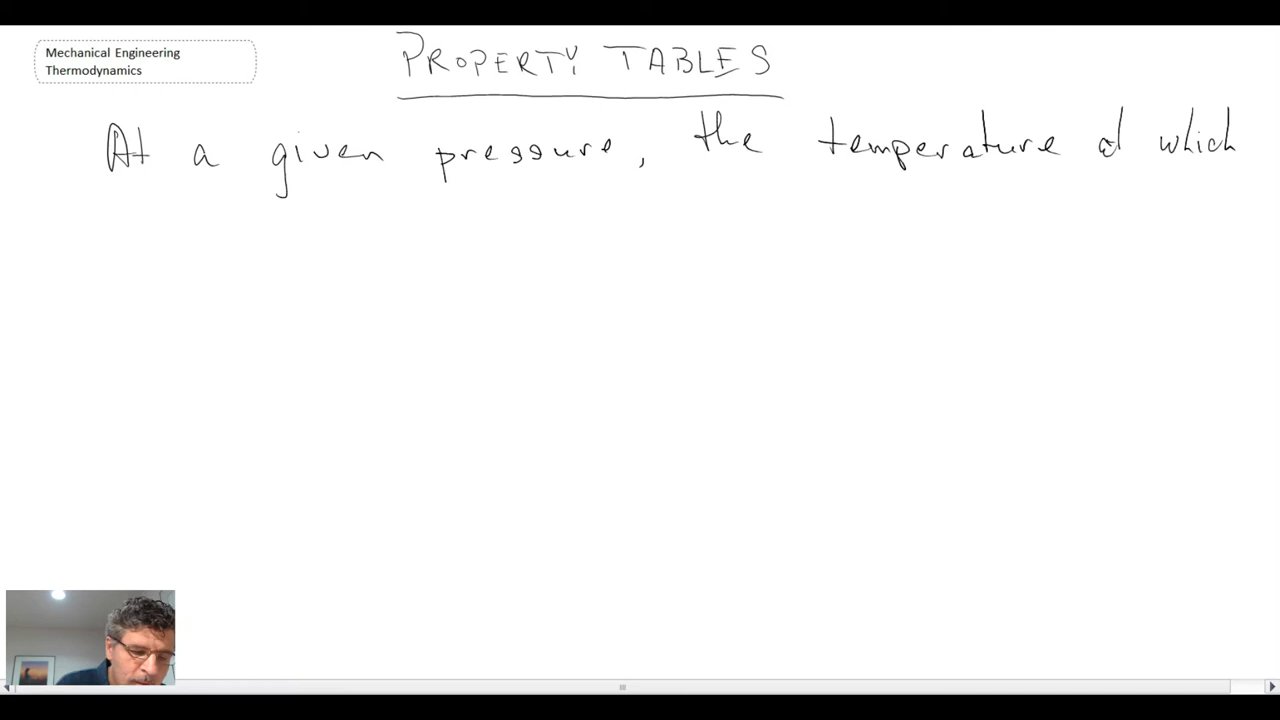 Mechanical Engineering
Thermodynamics
PROPERTY TABLES
At a given pressure, the temperature at which